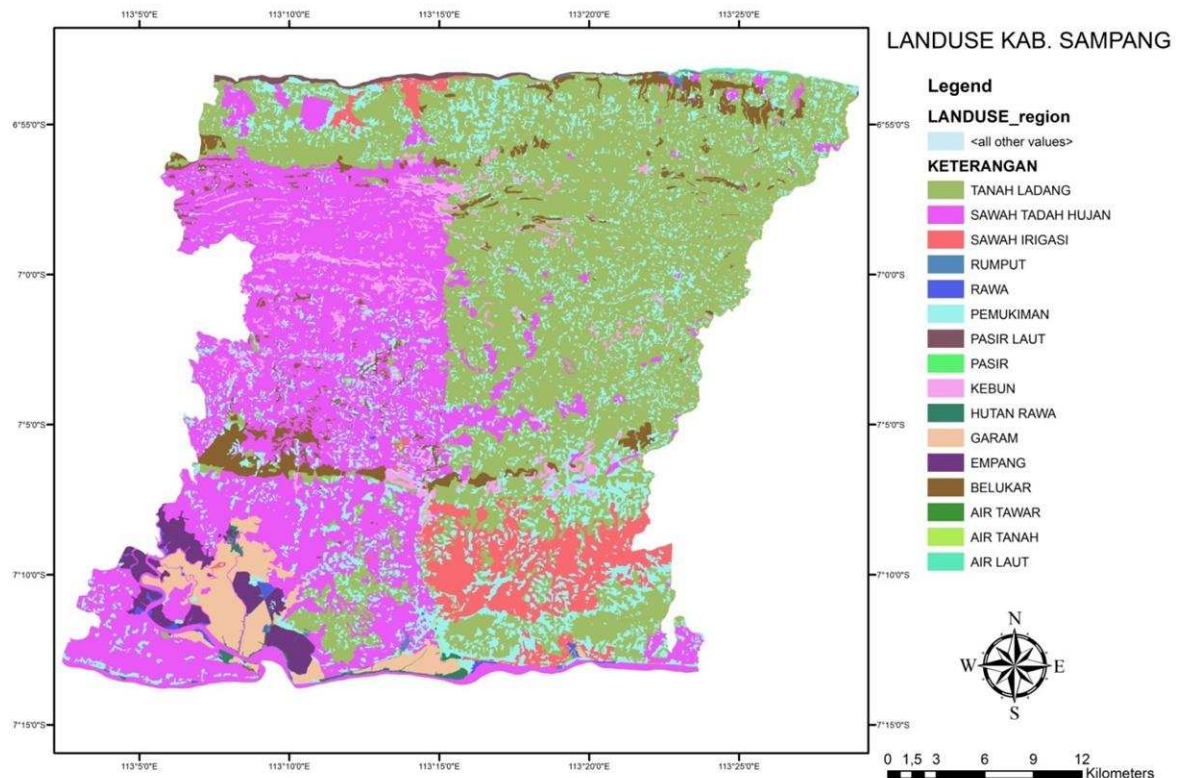 113°5'0"E 113°10'0"E 113°15'0"E 113°20'0"E 113°25'0"E
LANDUSE KAB. SAMPANG
Legend
LANDUSE_region
<all other values>
KETERANGAN
TANAH LADANG
SAWAH TADAH HUJAN
SAWAH IRIGASI
RUMPUT
RAWA
PEMUKIMAN
PASIR LAUT
PASIR
KEBUN
HUTAN RAWA
GARAM
EMPANG
BELUKAR
AIR TAWAR
AIR TANAH
AIR LAUT
6°55'0"S 6°55'0"S
7°0'0"S 7°0'0"S
7°5'0"S 7°5'0"S
7°10'0"S 7°10'0"S
7°15'0"S 7°15'0"S
N
W E
S
0 1,5 3 6 9 12
Kilometers
113°5'0"E 113°10'0"E 113°15'0"E 113°20'0"E 113°25'0"E